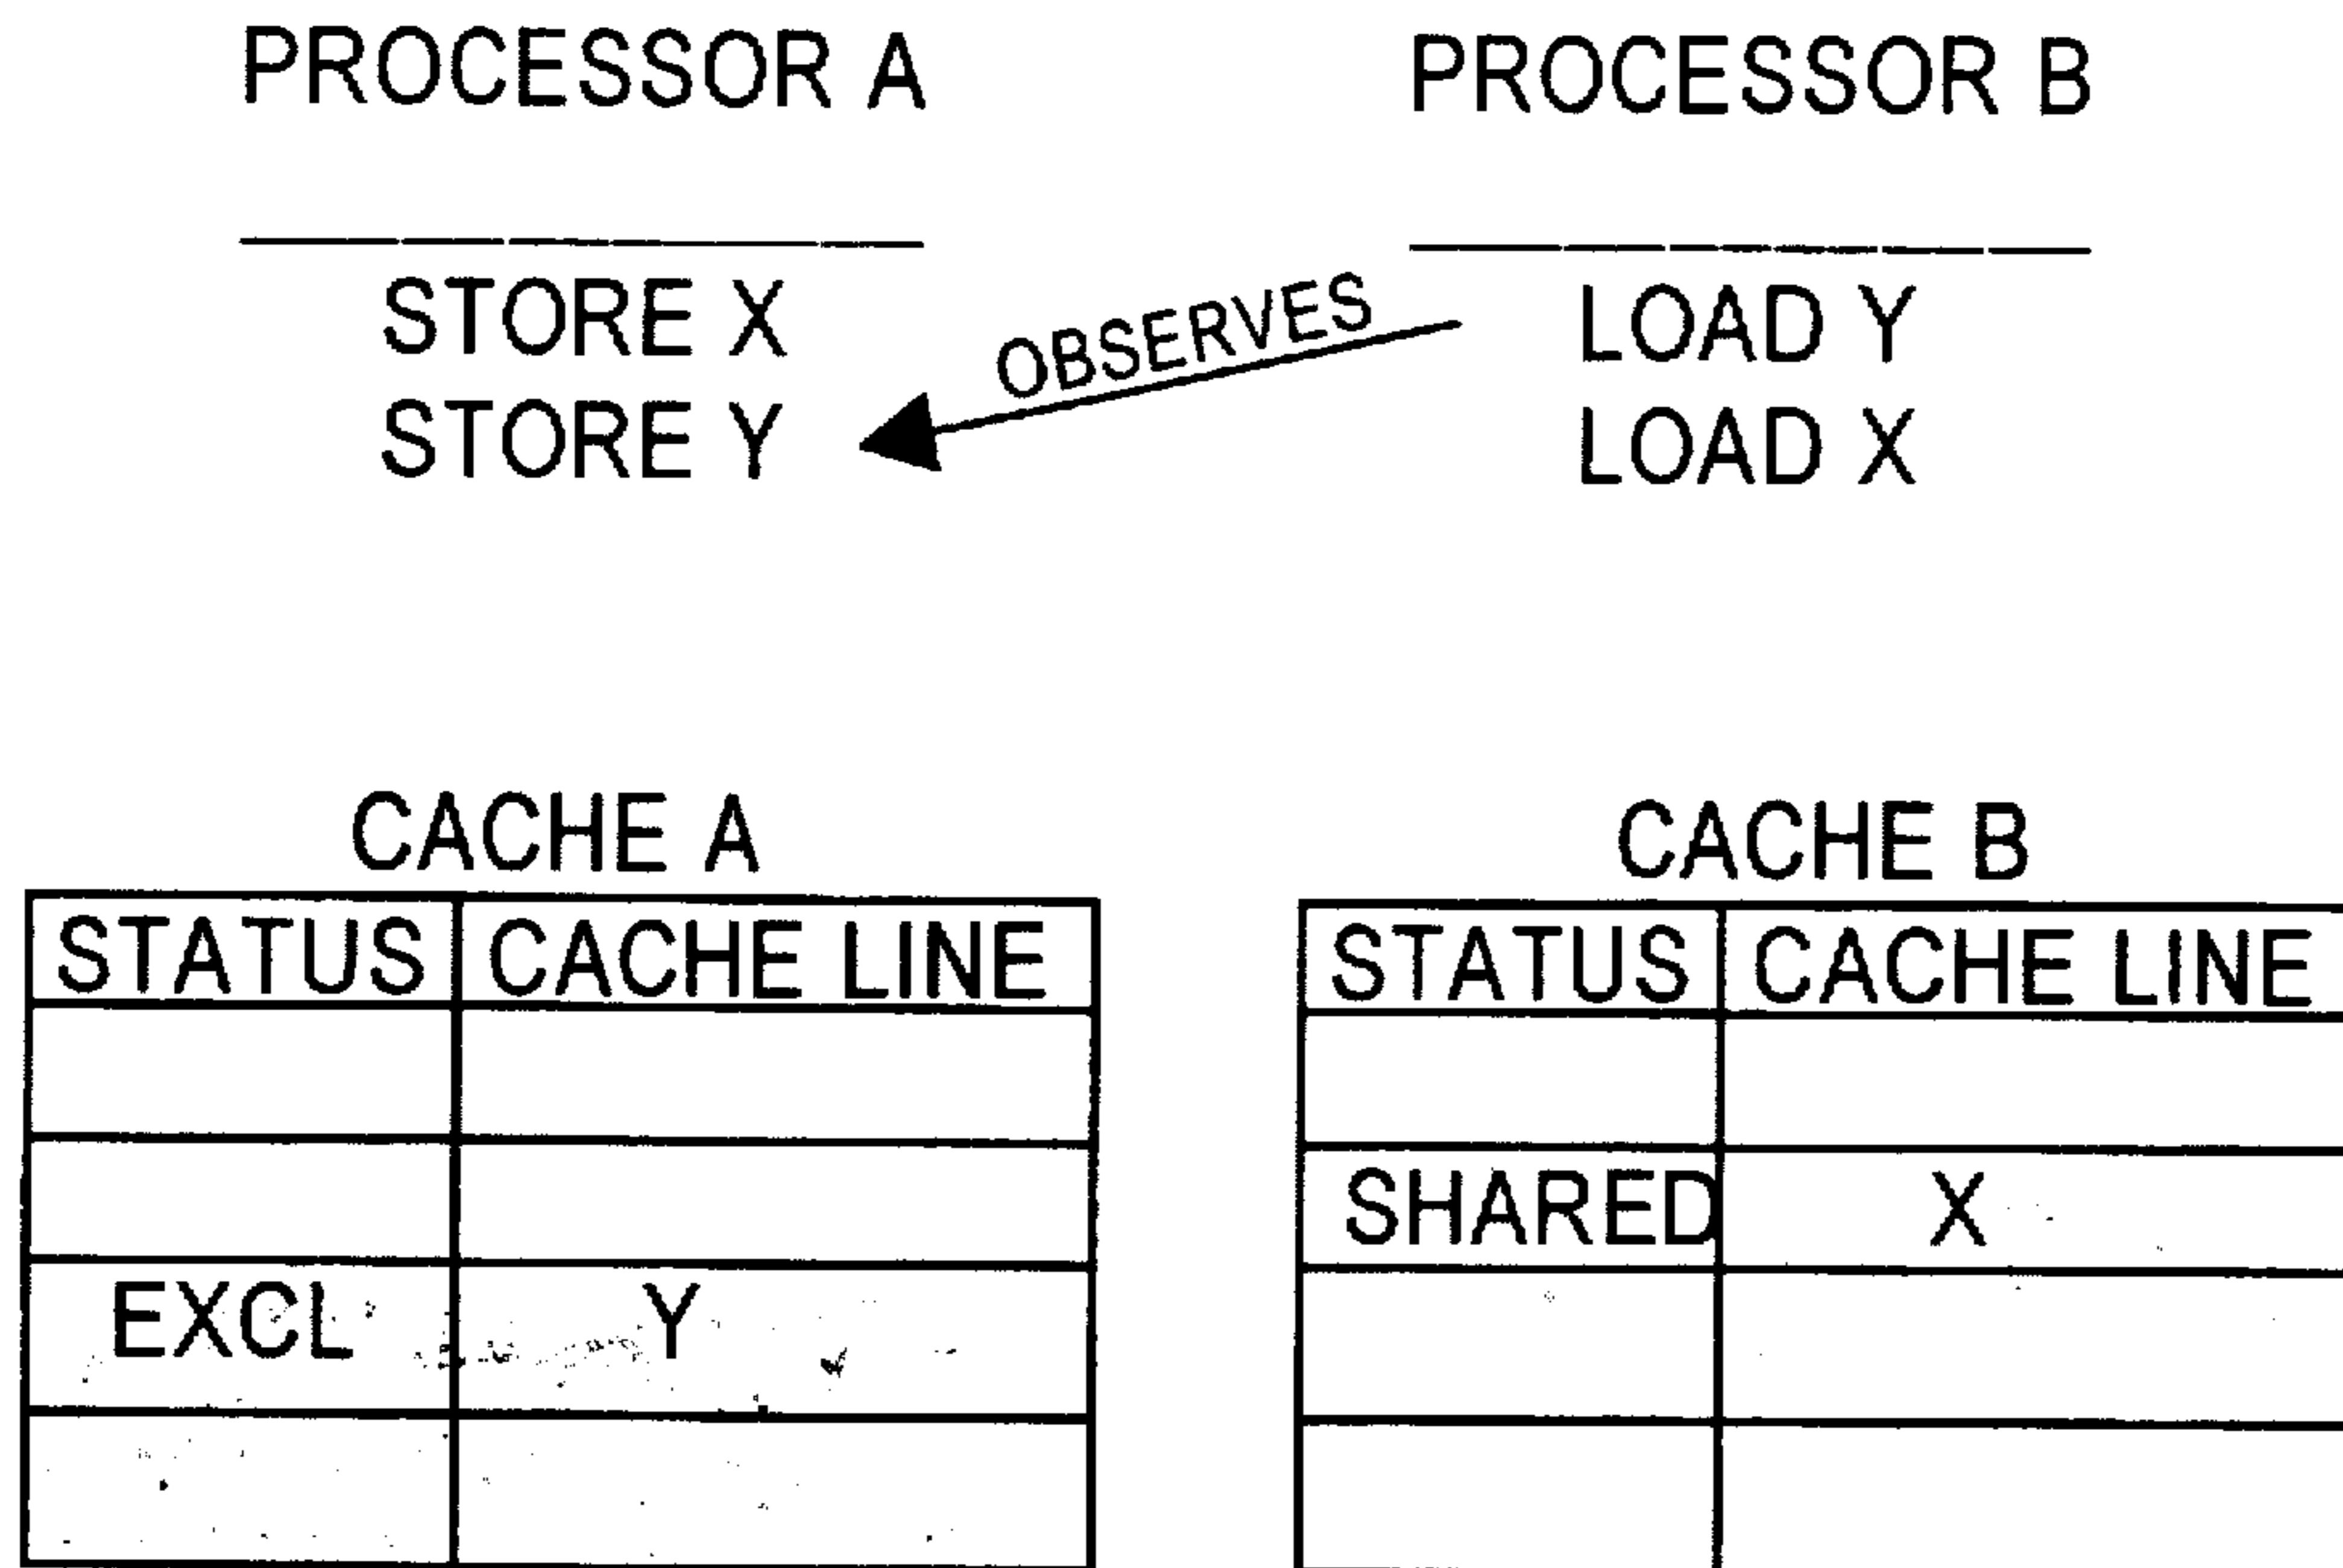 PROCESSOR A
PROCESSOR B
STORE X
STORE Y
OBSERVES
LOAD Y
LOAD X
CACHE A
STATUS CACHE LINE
EXCL Y
CACHE B
STATUS CACHE LINE
SHARED X